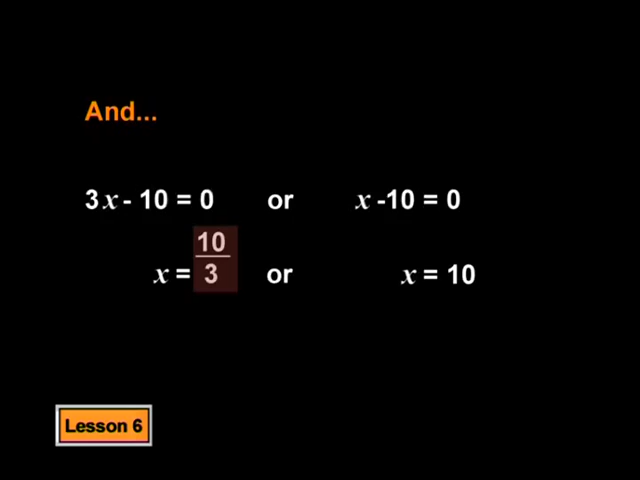 And...
3x - 10 = 0 or x -10 = 0
x = 10/3 or x = 10
Lesson 6